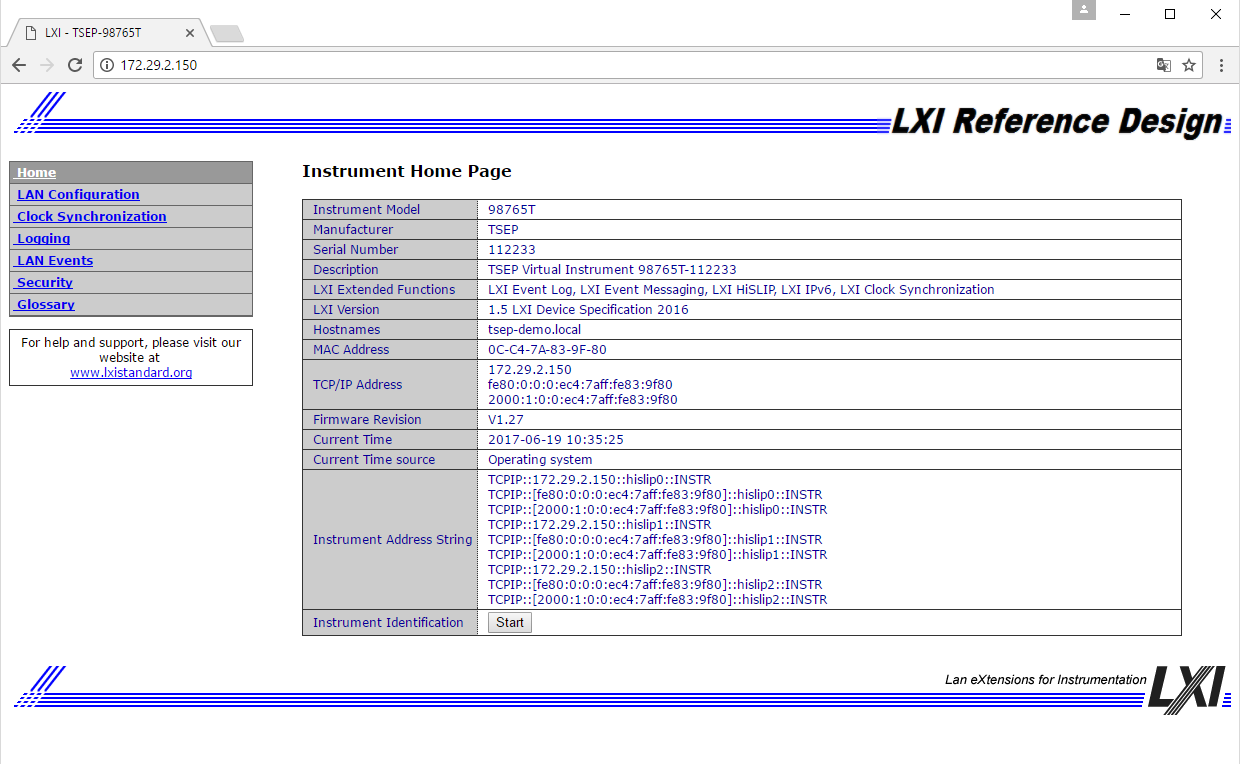 LXI - TSEP-98765T
172.29.2.150
LXI Reference Design
Home
LAN Configuration
Clock Synchronization
Logging
LAN Events
Security
Glossary
For help and support, please visit our
website at
www.lxistandard.org
Instrument Home Page
Instrument Model 98765T
Manufacturer TSEP
Serial Number 112233
Description TSEP Virtual Instrument 98765T-112233
LXI Extended Functions LXI Event Log, LXI Event Messaging, LXI HiSLIP, LXI IPv6, LXI Clock Synchronization
LXI Version 1.5 LXI Device Specification 2016
Hostnames tsep-demo.local
MAC Address 0C-C4-7A-83-9F-80
TCP/IP Address
172.29.2.150
fe80:0:0:0:ec4:7aff:fe83:9f80
2000:1:0:0:ec4:7aff:fe83:9f80
Firmware Revision V1.27
Current Time 2017-06-19 10:35:25
Current Time source Operating system
Instrument Address String
TCPIP::172.29.2.150::hislip0::INSTR
TCPIP::[fe80:0:0:0:ec4:7aff:fe83:9f80]::hislip0::INSTR
TCPIP::[2000:1:0:0:ec4:7aff:fe83:9f80]::hislip0::INSTR
TCPIP::172.29.2.150::hislip1::INSTR
TCPIP::[fe80:0:0:0:ec4:7aff:fe83:9f80]::hislip1::INSTR
TCPIP::[2000:1:0:0:ec4:7aff:fe83:9f80]::hislip1::INSTR
TCPIP::172.29.2.150::hislip2::INSTR
TCPIP::[fe80:0:0:0:ec4:7aff:fe83:9f80]::hislip2::INSTR
TCPIP::[2000:1:0:0:ec4:7aff:fe83:9f80]::hislip2::INSTR
Instrument Identification Start
Lan eXtensions for Instrumentation LXI